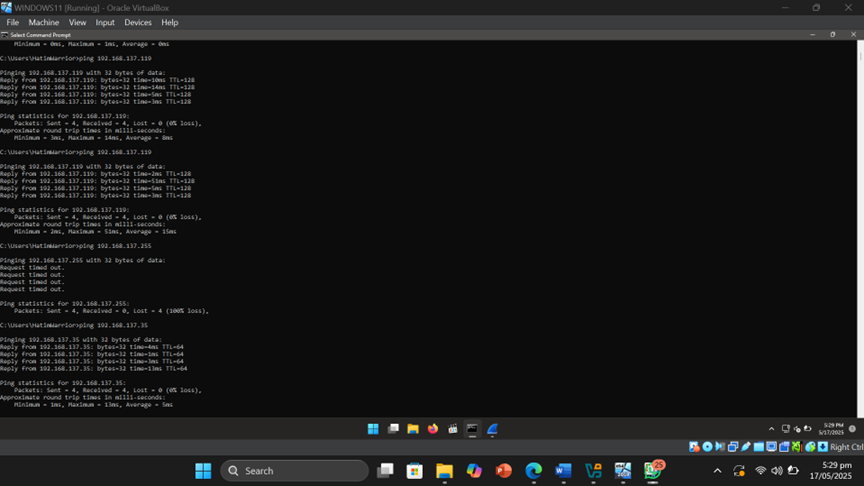 WINDOWS11 [Running] - Oracle VirtualBox
File Machine View Input Devices Help
Select Command Prompt
Minimum = 0ms, Maximum = 1ms, Average = 0ms
C:\Users\HatimWarrior>ping 192.168.137.119
Pinging 192.168.137.119 with 32 bytes of data:
Reply from 192.168.137.119: bytes=32 time=10ms TTL=128
Reply from 192.168.137.119: bytes=32 time=14ms TTL=128
Reply from 192.168.137.119: bytes=32 time=5ms TTL=128
Reply from 192.168.137.119: bytes=32 time=3ms TTL=128
Ping statistics for 192.168.137.119:
Packets: Sent = 4, Received = 4, Lost = 0 (0% loss),
Approximate round trip times in milli-seconds:
Minimum = 3ms, Maximum = 14ms, Average = 8ms
C:\Users\HatimWarrior>ping 192.168.137.119
Pinging 192.168.137.119 with 32 bytes of data:
Reply from 192.168.137.119: bytes=32 time=2ms TTL=128
Reply from 192.168.137.119: bytes=32 time=51ms TTL=128
Reply from 192.168.137.119: bytes=32 time=5ms TTL=128
Reply from 192.168.137.119: bytes=32 time=3ms TTL=128
Ping statistics for 192.168.137.119:
Packets: Sent = 4, Received = 4, Lost = 0 (0% loss),
Approximate round trip times in milli-seconds:
Minimum = 2ms, Maximum = 51ms, Average = 15ms
C:\Users\HatimWarrior>ping 192.168.137.255
Pinging 192.168.137.255 with 32 bytes of data:
Request timed out.
Request timed out.
Request timed out.
Request timed out.
Ping statistics for 192.168.137.255:
Packets: Sent = 4, Received = 0, Lost = 4 (100% loss),
C:\Users\HatimWarrior>ping 192.168.137.35
Pinging 192.168.137.35 with 32 bytes of data:
Reply from 192.168.137.35: bytes=32 time=4ms TTL=64
Reply from 192.168.137.35: bytes=32 time=1ms TTL=64
Reply from 192.168.137.35: bytes=32 time=3ms TTL=64
Reply from 192.168.137.35: bytes=32 time=13ms TTL=64
Ping statistics for 192.168.137.35:
Packets: Sent = 4, Received = 4, Lost = 0 (0% loss),
Approximate round trip times in milli-seconds:
Minimum = 1ms, Maximum = 13ms, Average = 5ms
5:29 PM
5/17/2025
Right Ctrl
Search
25
5:29 pm
17/05/2025